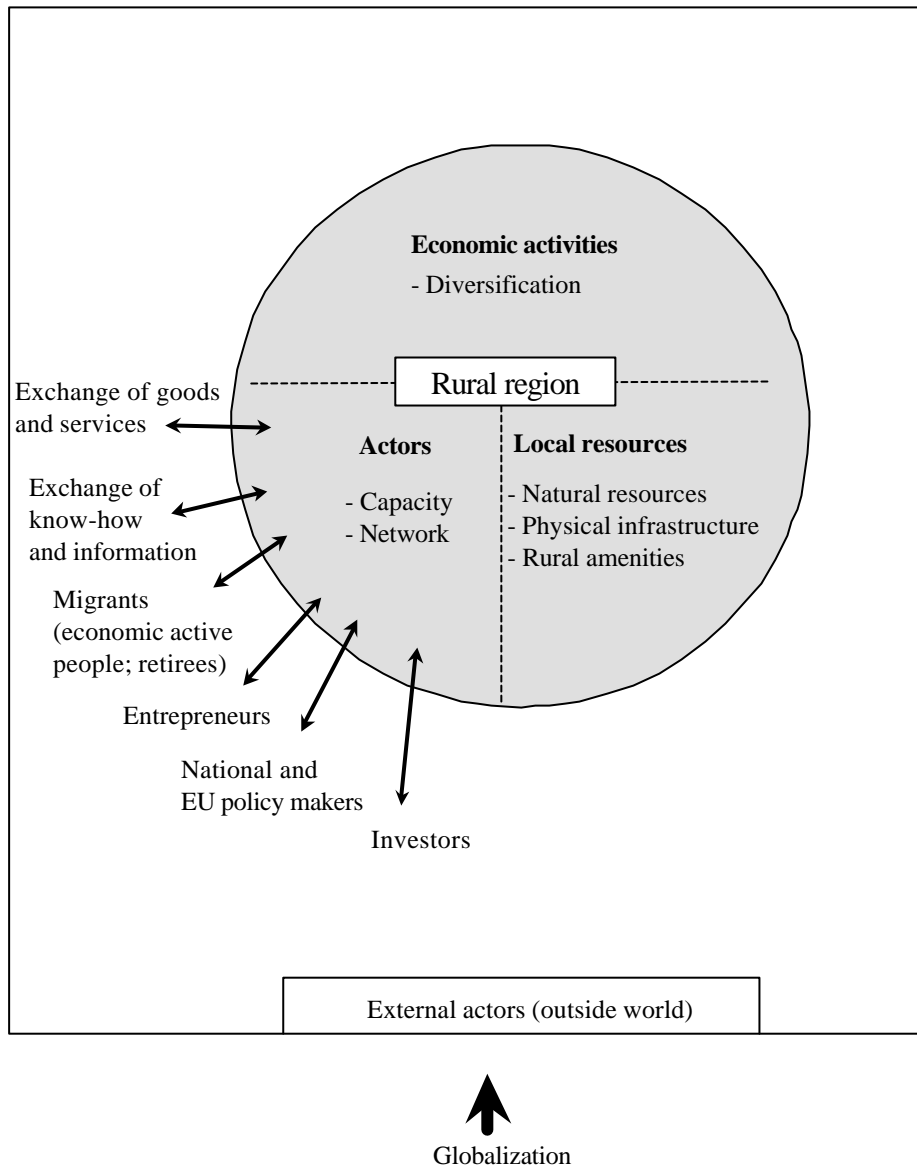 Economic activities
- Diversification
Rural region
Exchange of goods
and services
Actors
- Capacity
- Network
Local resources
- Natural resources
- Physical infrastructure
- Rural amenities
Exchange of
know-how
and information
Migrants
(economic active
people; retirees)
Entrepreneurs
National and
EU policy makers
Investors
External actors (outside world)
Globalization